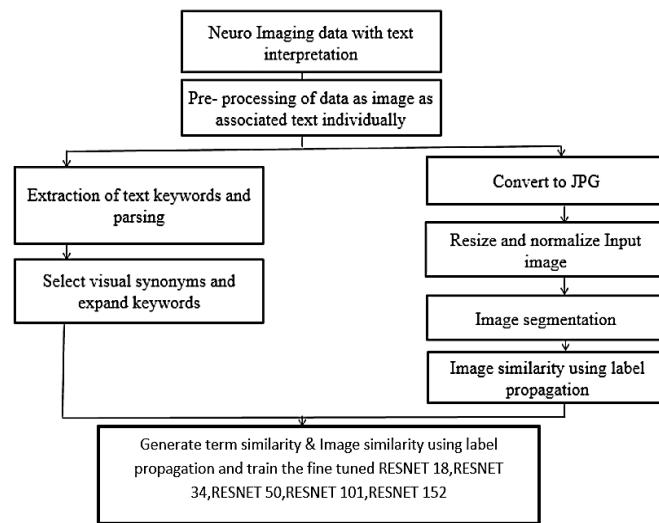 Neuro Imaging data with text
interpretation
Pre- processing of data as image as
associated text individually
Extraction of text keywords and
parsing
Select visual synonyms and
expand keywords
Convert to JPG
Resize and normalize Input
image
Image segmentation
Image similarity using label
propagation
Generate term similarity & Image similarity using label
propagation and train the fine tuned RESNET 18,RESNET
34,RESNET 50,RESNET 101,RESNET 152